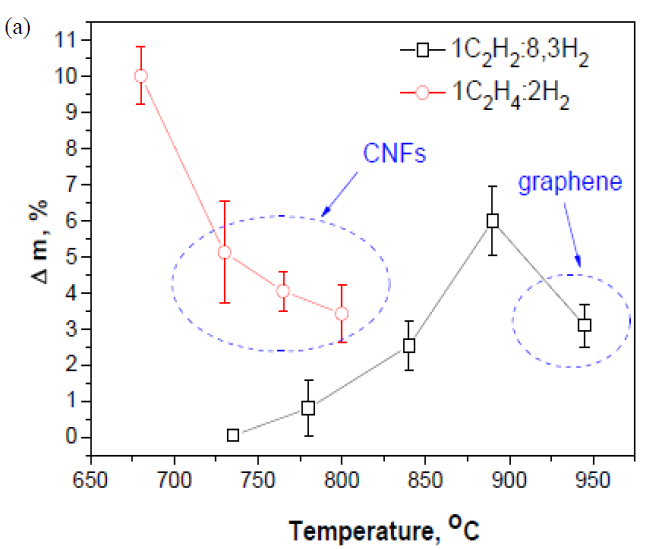 (a)
1C₂H₂:8,3H₂
1C₂H₄:2H₂
CNFs
graphene
Δ m, %
11
10
9
8
7
6
5
4
3
2
1
0
650 700 750 800 850 900 950
Temperature, ºC